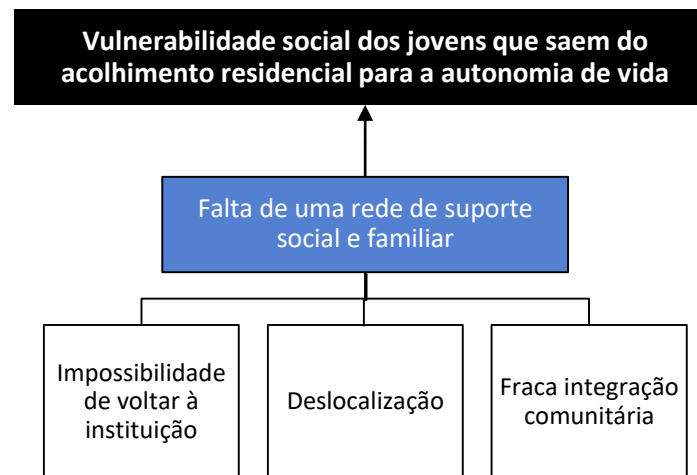 Vulnerabilidade social dos jovens que saem do
acolhimento residencial para a autonomia de vida
Falta de uma rede de suporte
social e familiar
Impossibilidade
de voltar à
instituição
Deslocalização
Fraca integração
comunitária